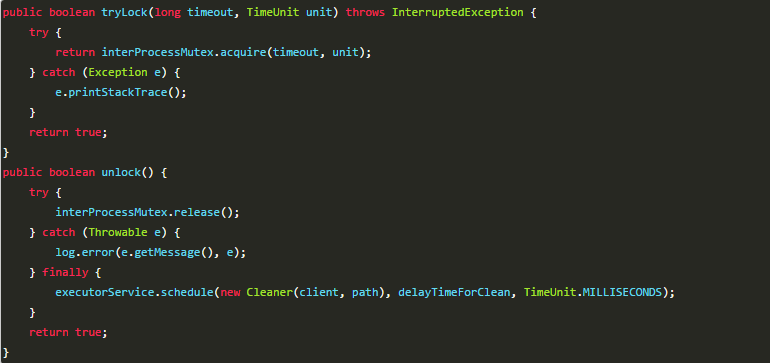 public boolean tryLock(long timeout, TimeUnit unit) throws InterruptedException {
    try {
        return interProcessMutex.acquire(timeout, unit);
    } catch (Exception e) {
        e.printStackTrace();
    }
    return true;
}
public boolean unlock() {
    try {
        interProcessMutex.release();
    } catch (Throwable e) {
        log.error(e.getMessage(), e);
    } finally {
        executorService.schedule(new Cleaner(client, path), delayTimeForClean, TimeUnit.MILLISECONDS);
    }
    return true;
}